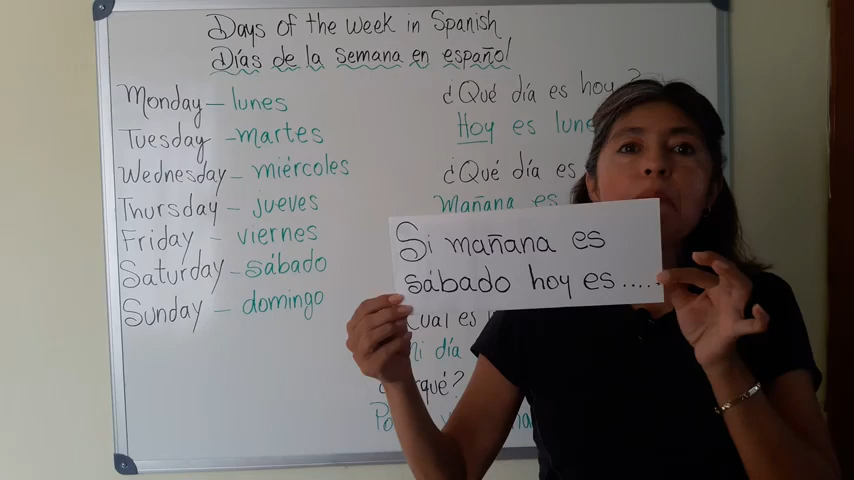 Days of the week in Spanish
Días de la semana en español
Monday – lunes
Tuesday – martes
Wednesday – miércoles
Thursday – jueves
Friday – viernes
Saturday – sábado
Sunday – domingo
¿Qué día es hoy?
Hoy es
¿Qué día es
Mañana es
Si mañana es
sábado hoy es .....
es
día